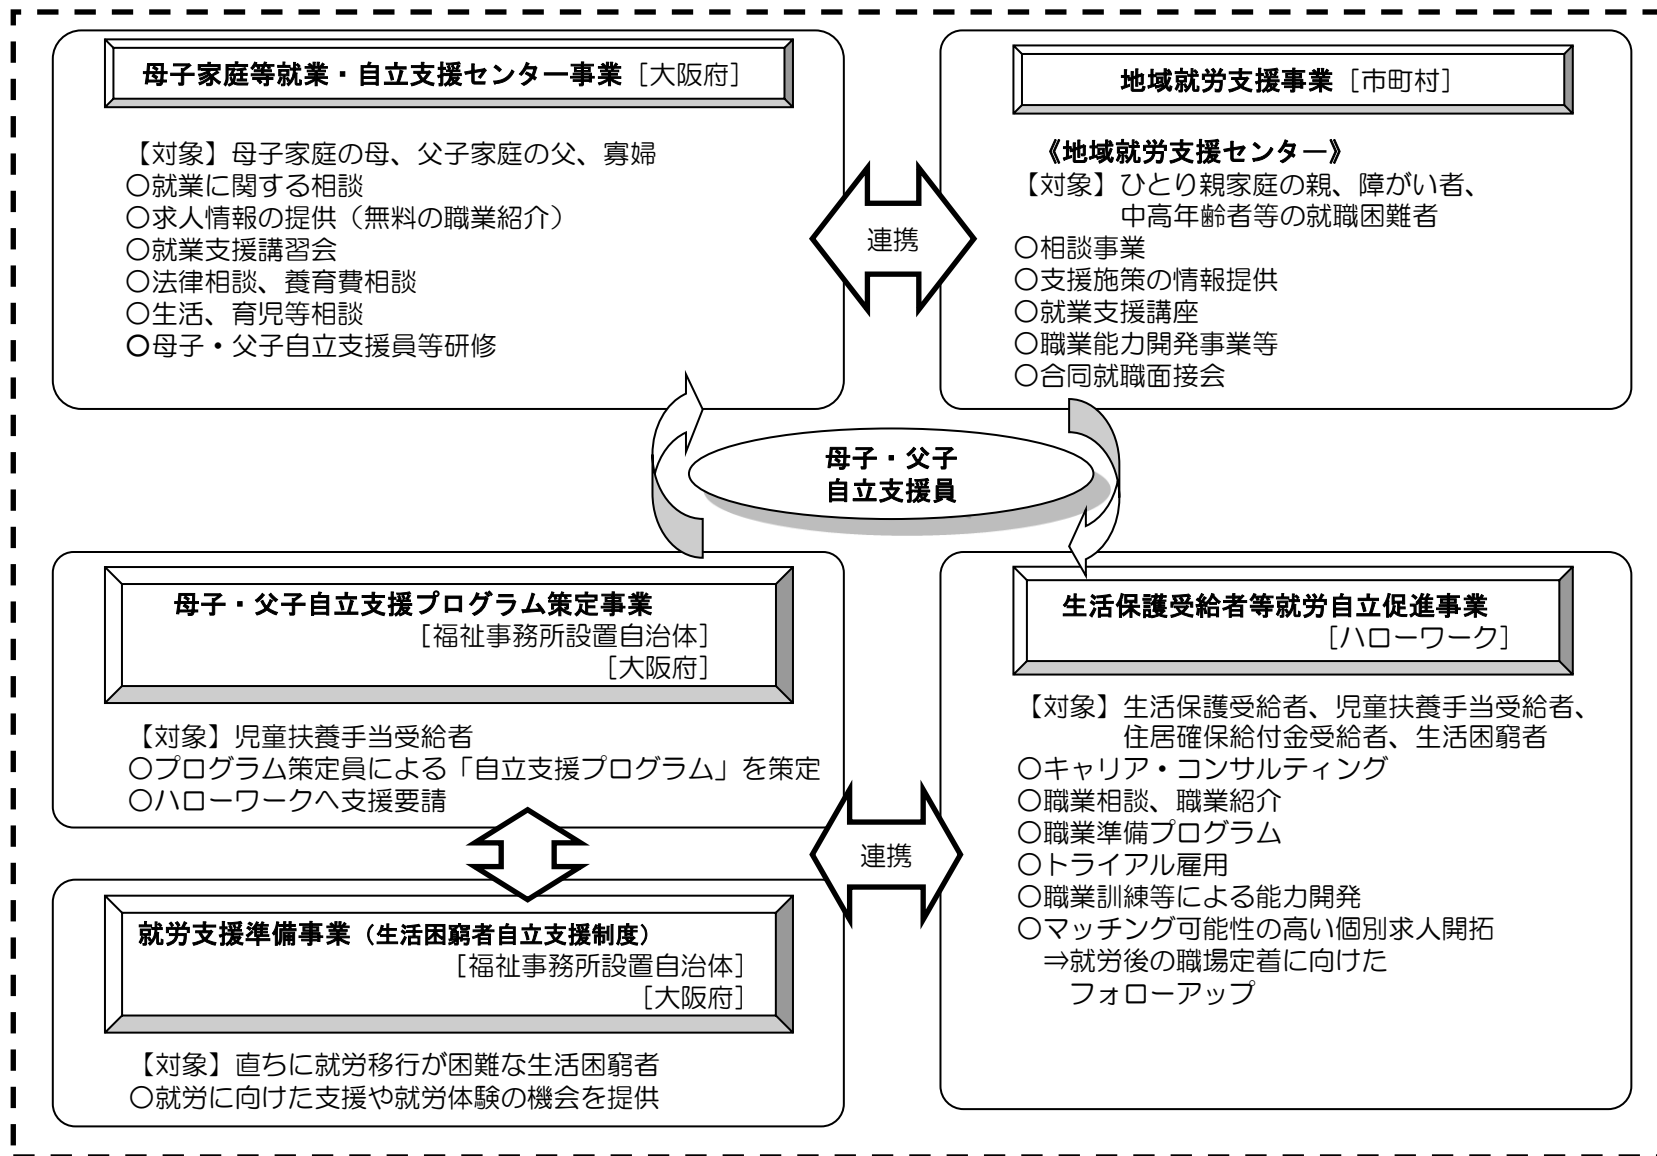 母子家庭等就業・自立支援センター事業［大阪府］
【対象】母子家庭の母、父子家庭の父、寡婦
○就業に関する相談
○求人情報の提供（無料の職業紹介）
○就業支援講習会
○法律相談、養育費相談
○生活、育児等相談
○母子・父子自立支援員等研修
連携
地域就労支援事業［市町村］
《地域就労支援センター》
【対象】ひとり親家庭の親、障がい者、
中高年齢者等の就職困難者
○相談事業
○支援施策の情報提供
○就業支援講座
○職業能力開発事業等
○合同就職面接会
母子・父子
自立支援員
母子・父子自立支援プログラム策定事業
［福祉事務所設置自治体］
［大阪府］
【対象】児童扶養手当受給者
○プログラム策定員による「自立支援プログラム」を策定
○ハローワークへ支援要請
連携
就労支援準備事業（生活困窮者自立支援制度）
［福祉事務所設置自治体］
［大阪府］
【対象】直ちに就労移行が困難な生活困窮者
○就労に向けた支援や就労体験の機会を提供
生活保護受給者等就労自立促進事業
［ハローワーク］
【対象】生活保護受給者、児童扶養手当受給者、
住居確保給付金受給者、生活困窮者
○キャリア・コンサルティング
○職業相談、職業紹介
○職業準備プログラム
○トライアル雇用
○職業訓練等による能力開発
○マッチング可能性の高い個別求人開拓
⇒就労後の職場定着に向けた
フォローアップ